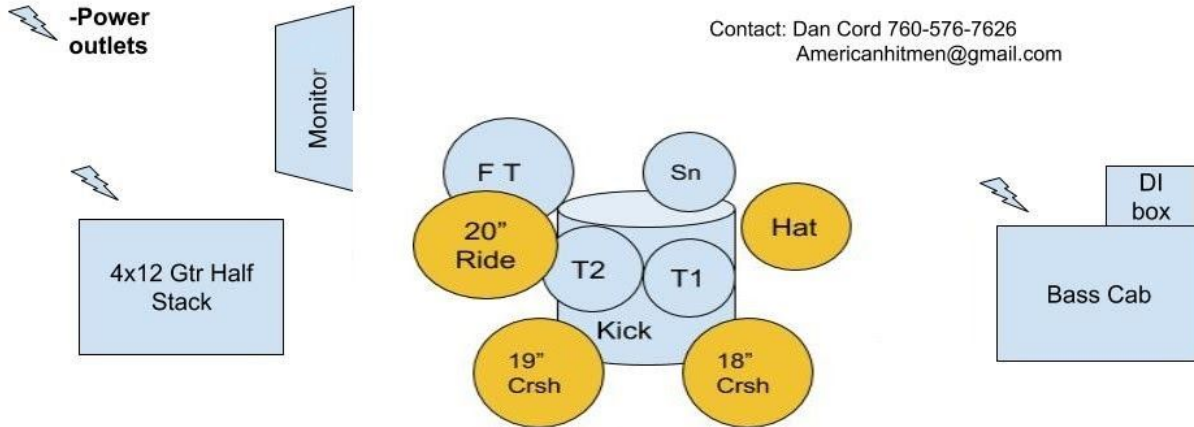 -Power
outlets
Contact: Dan Cord 760-576-7626
Americanhitmen@gmail.com
Monitor
F T
Sn
DI
box
20”
Ride
Hat
4x12 Gtr Half
Stack
T2
T1
Bass Cab
Kick
19”
Crsh
18”
Crsh